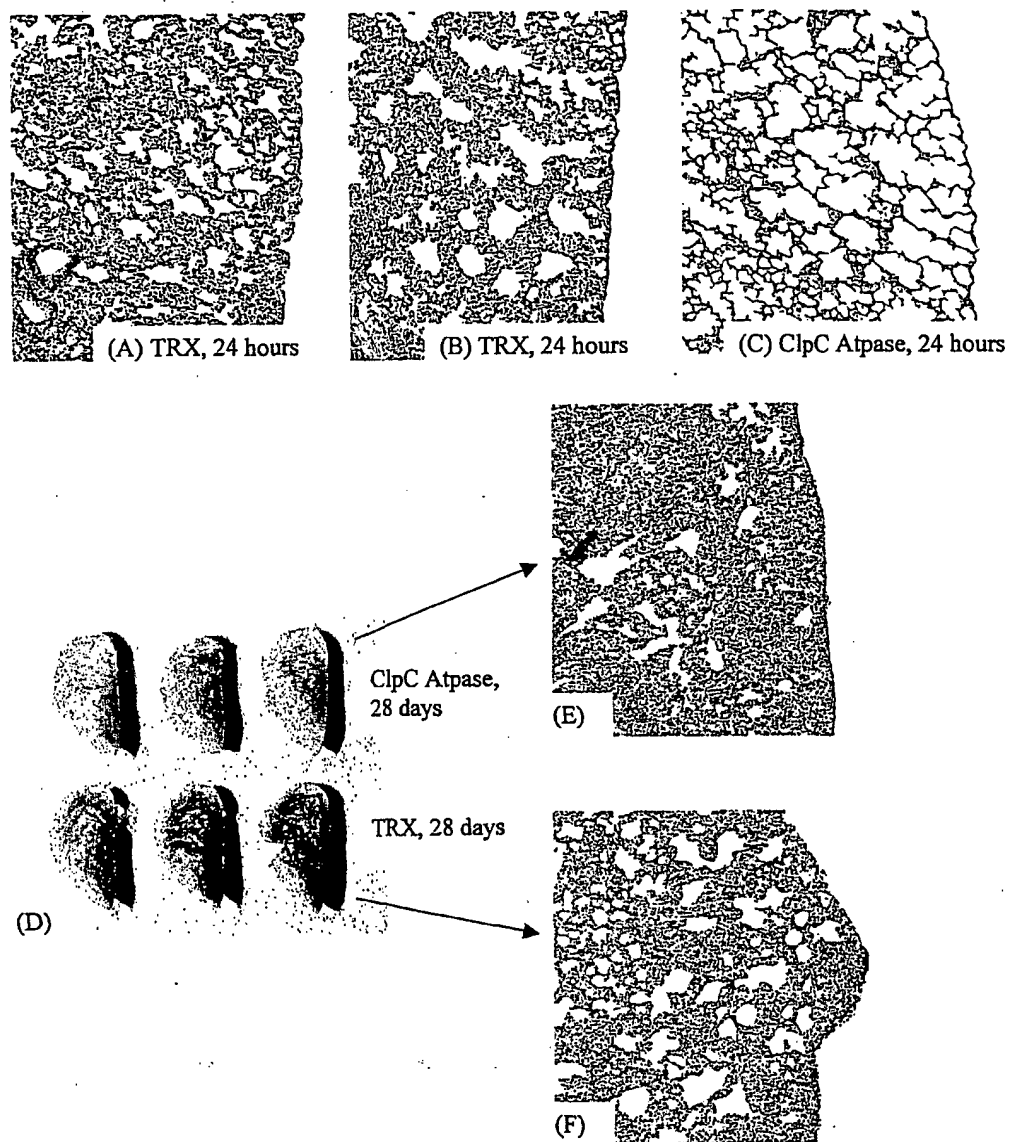 (A) TRX, 24 hours
(B) TRX, 24 hours
(C) ClpC Atpase, 24 hours
ClpC Atpase,
28 days
(E)
TRX, 28 days
(D)
(F)